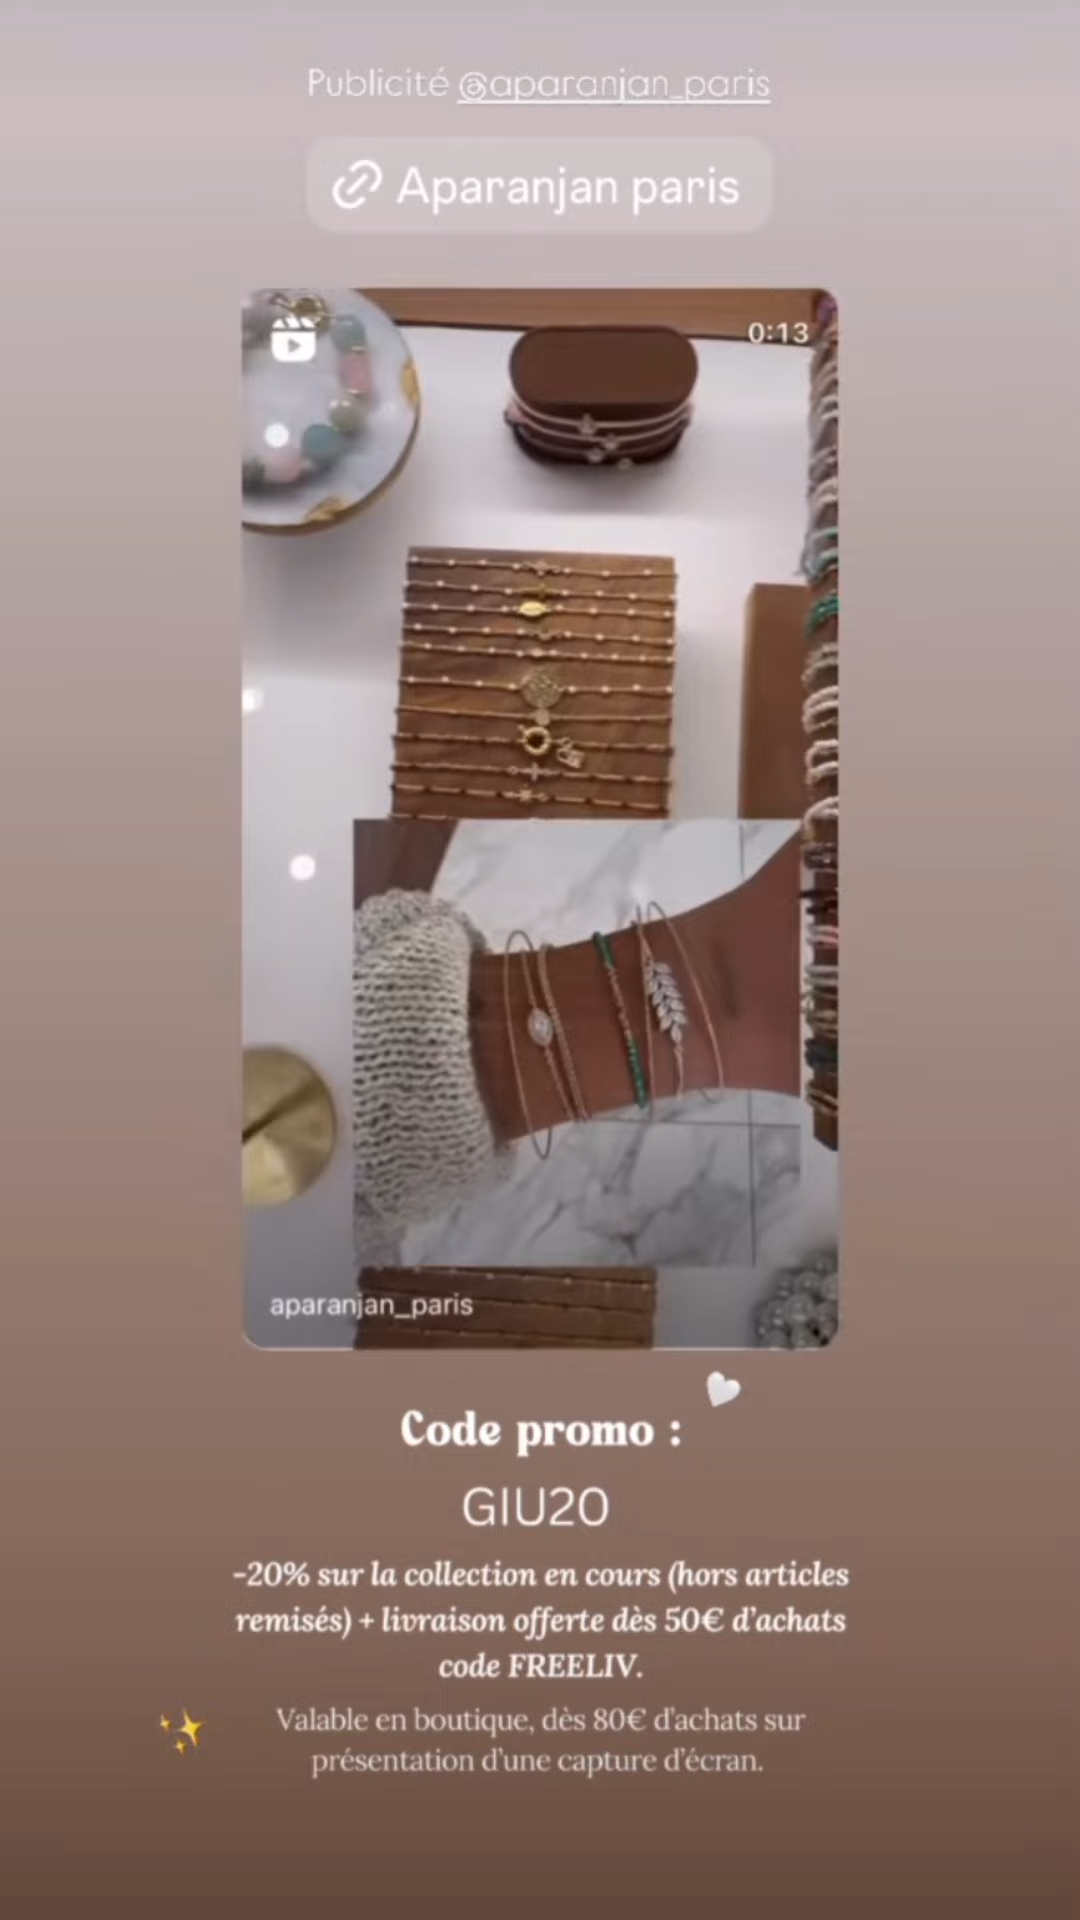 Publicité @aparanjan_paris
Aparanjan paris
0:13
aparanjan_paris
Code promo :
GIU20
-20% sur la collection en cours (hors articles
remisés) + livraison offerte dès 50€ d’achats
code FREELIV.
Valable en boutique, dès 80€ d’achats sur
présentation d’une capture d’écran.